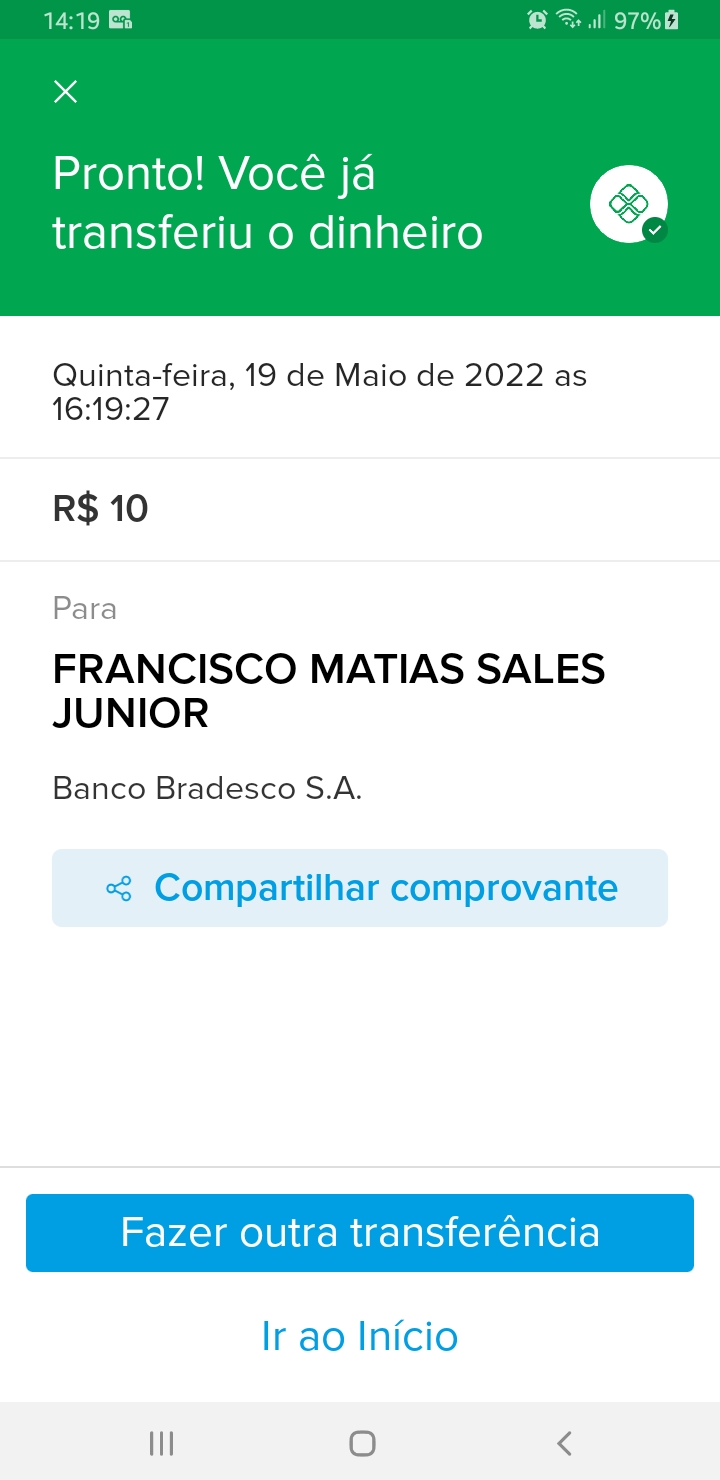 14:19 97%
Pronto! Você já
transferiu o dinheiro
Quinta-feira, 19 de Maio de 2022 as
16:19:27
R$ 10
Para
FRANCISCO MATIAS SALES
JUNIOR
Banco Bradesco S.A.
Compartilhar comprovante
Fazer outra transferência
Ir ao Início